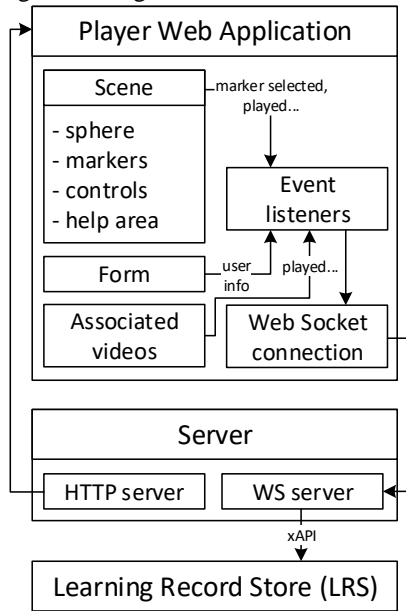 Player Web Application
Scene
- sphere
- markers
- controls
- help area
marker selected,
played...
Event
listeners
Form
user
info
played...
Associated
videos
Web Socket
connection
Server
HTTP server
WS server
xAPI
Learning Record Store (LRS)